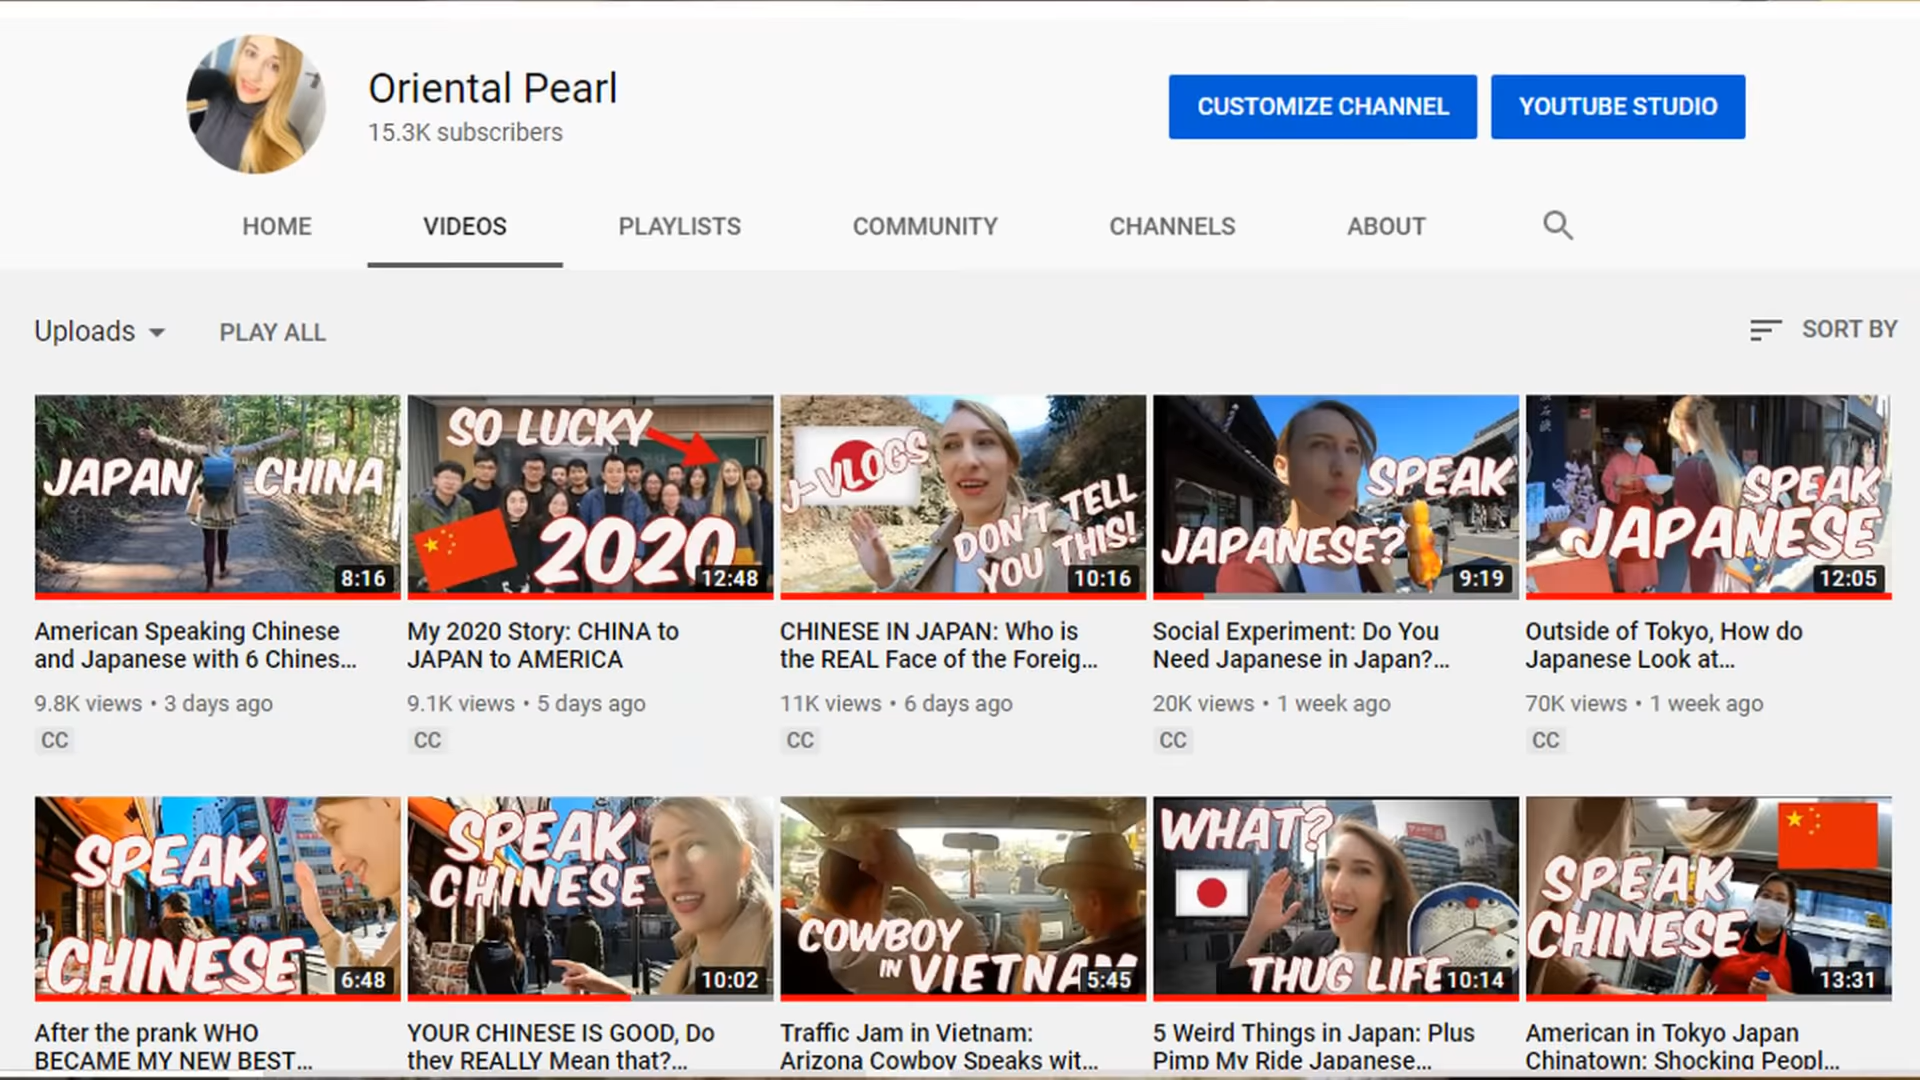 Oriental Pearl
15.3K subscribers
CUSTOMIZE CHANNEL
YOUTUBE STUDIO
HOME
VIDEOS
PLAYLISTS
COMMUNITY
CHANNELS
ABOUT
Uploads
PLAY ALL
SORT BY
JAPAN CHINA
8:16
American Speaking Chinese
and Japanese with 6 Chines...
9.8K views • 3 days ago
CC
SO LUCKY
2020
12:48
My 2020 Story: CHINA to
JAPAN to AMERICA
9.1K views • 5 days ago
CC
J-VLOGS
DON'T TELL
YOU THIS!
10:16
CHINESE IN JAPAN: Who is
the REAL Face of the Foreig...
11K views • 6 days ago
CC
SPEAK
JAPANESE?
9:19
Social Experiment: Do You
Need Japanese in Japan?...
20K views • 1 week ago
CC
SPEAK
JAPANESE
12:05
Outside of Tokyo, How do
Japanese Look at...
70K views • 1 week ago
CC
SPEAK
CHINESE
6:48
After the prank WHO
BECAME MY NEW BEST...
SPEAK
CHINESE
10:02
YOUR CHINESE IS GOOD, Do
they REALLY Mean that?...
COWBOY
IN VIETNAM
5:45
Traffic Jam in Vietnam:
Arizona Cowboy Speaks wit...
WHAT?
THUG LIFE
10:14
5 Weird Things in Japan: Plus
Pimp My Ride Japanese...
SPEAK
CHINESE
13:31
American in Tokyo Japan
Chinatown: Shocking Peopl...